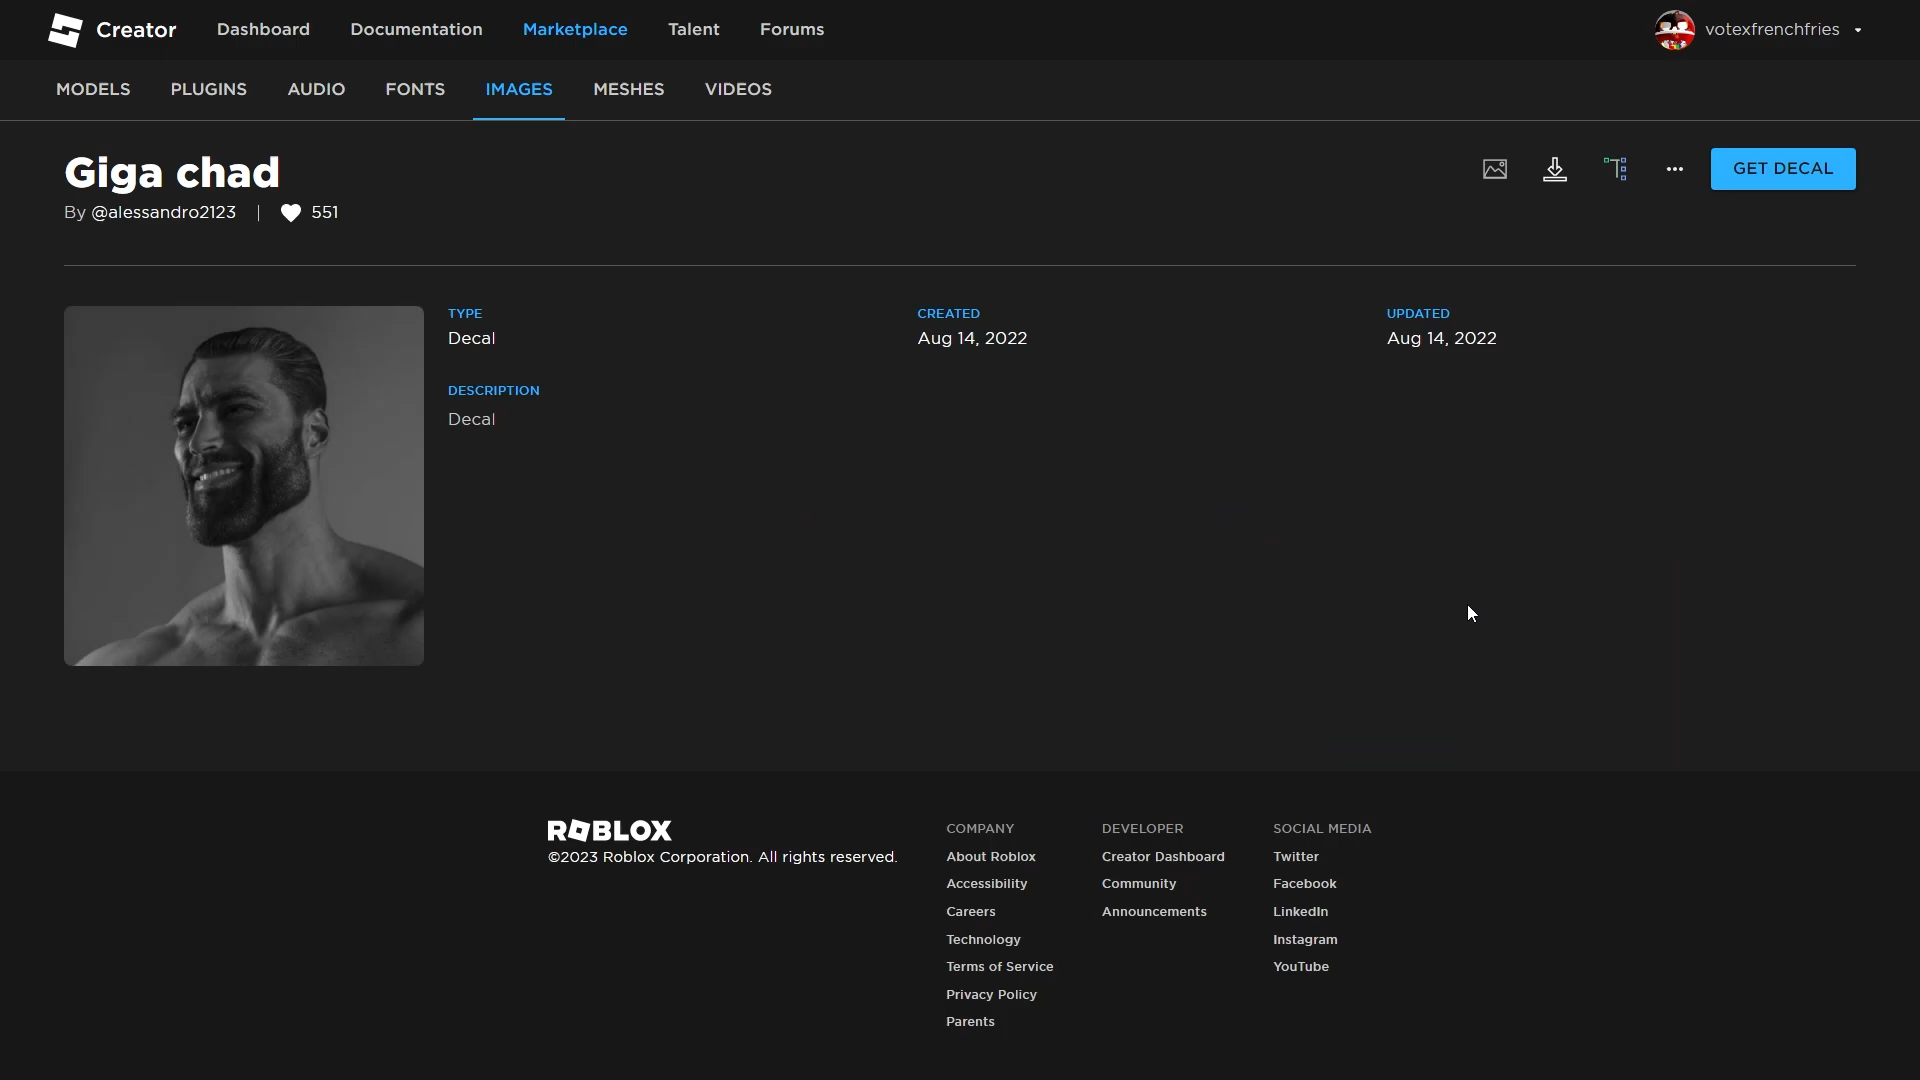 Creator Dashboard Documentation Marketplace Talent Forums votexfrenchfries
MODELS PLUGINS AUDIO FONTS IMAGES MESHES VIDEOS
Giga chad
GET DECAL
By @alessandro2123 | 551
TYPE CREATED UPDATED
Decal Aug 14, 2022 Aug 14, 2022
DESCRIPTION
Decal
ROBLOX
©2023 Roblox Corporation. All rights reserved.
COMPANY
About Roblox
Accessibility
Careers
Technology
Terms of Service
Privacy Policy
Parents
DEVELOPER
Creator Dashboard
Community
Announcements
SOCIAL MEDIA
Twitter
Facebook
LinkedIn
Instagram
YouTube